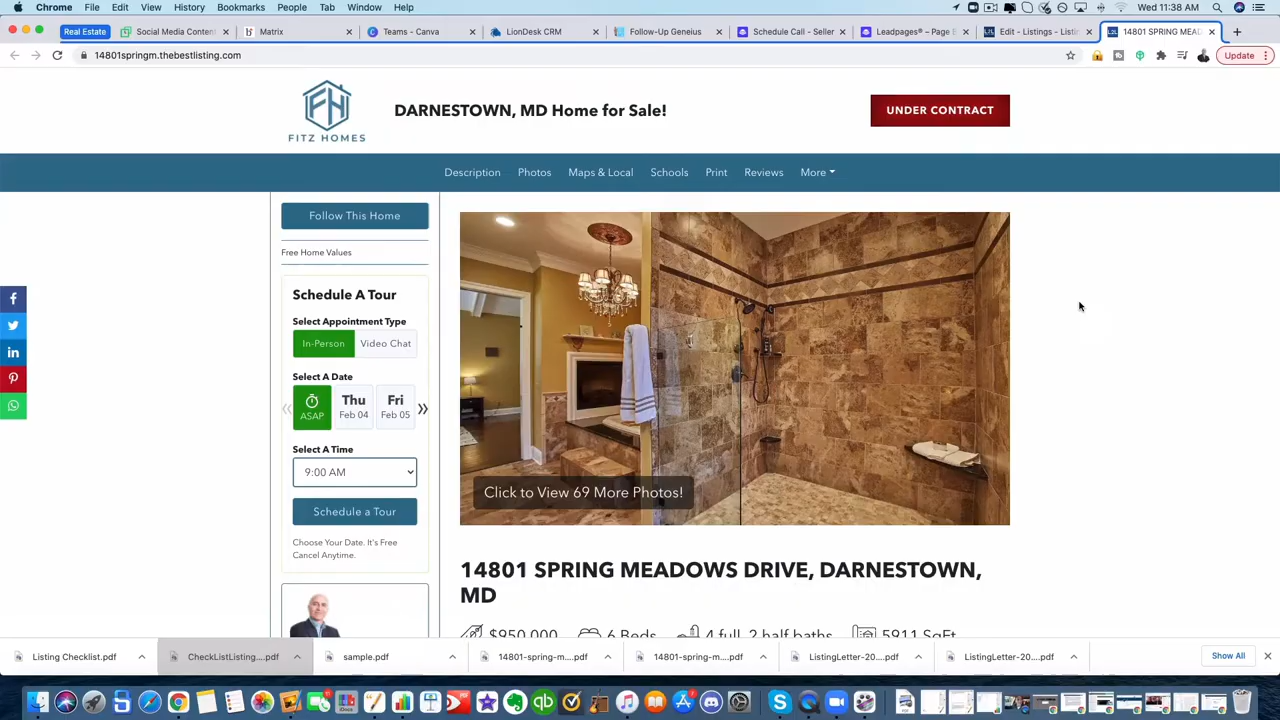 Chrome File Edit View History Bookmarks People Tab Window Help
Wed 11:38 AM
Real Estate
Social Media Content
Matrix
Teams - Canva
LionDesk CRM
Follow-Up Geneius
Schedule Call - Seller
Leadpages® – Page B
Edit - Listings - Listin
14801 SPRING MEAD
14801springm.thebestlisting.com
Update
FH
FITZ HOMES
DARNESTOWN, MD Home for Sale!
UNDER CONTRACT
Description Photos Maps & Local Schools Print Reviews More
Follow This Home
Free Home Values
Schedule A Tour
Select Appointment Type
In-Person Video Chat
Select A Date
ASAP
Thu
Feb 04
Fri
Feb 05
Select A Time
9:00 AM
Schedule a Tour
Choose Your Date. It's Free
Cancel Anytime.
Click to View 69 More Photos!
14801 SPRING MEADOWS DRIVE, DARNESTOWN,
MD
$950,000 6 Beds 4 full, 2 half baths 5911 SqFt
Listing Checklist.pdf
CheckListListing....pdf
sample.pdf
14801-spring-m....pdf
14801-spring-m....pdf
ListingLetter-20....pdf
ListingLetter-20....pdf
Show All